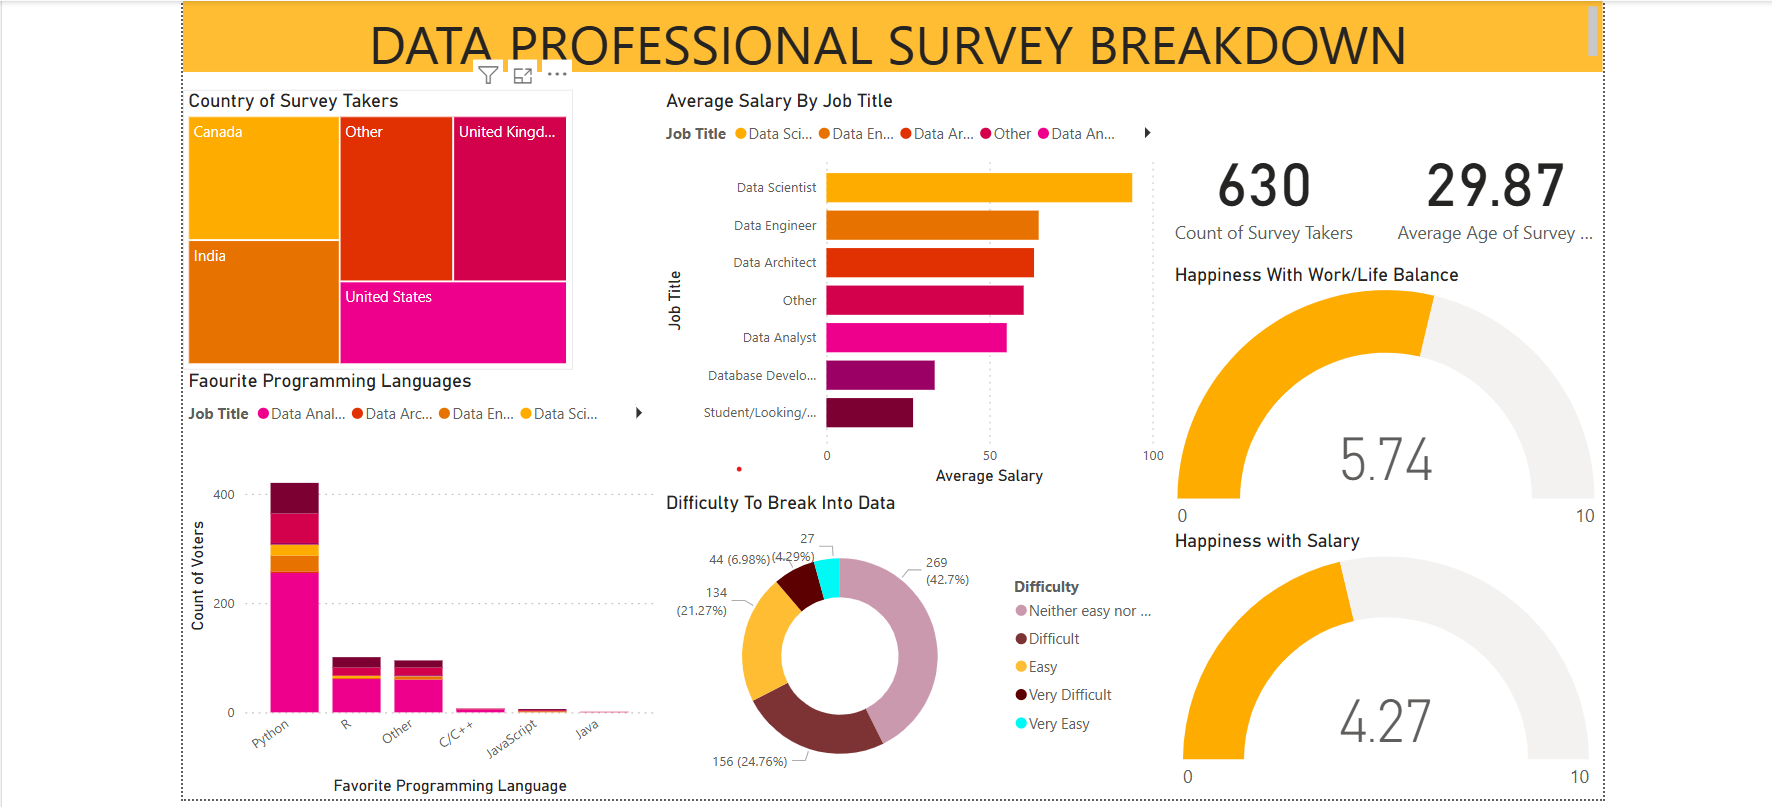 DATA PROFESSIONAL SURVEY BREAKDOWN
Country of Survey Takers
Canada
Other
United Kingd...
India
United States
Faourite Programming Languages
Job Title Data Anal... Data Arc... Data En... Data Sci...
Count of Voters
400
200
0
Python
R
Other
C/C++
JavaScript
Java
Favorite Programming Language
Average Salary By Job Title
Job Title Data Sci... Data En... Data Ar... Other Data An...
Job Title
Data Scientist
Data Engineer
Data Architect
Other
Data Analyst
Database Develo...
Student/Looking/...
0 50 100
Average Salary
Difficulty To Break Into Data
27
(4.29%)
44 (6.98%)
134
(21.27%)
269
(42.7%)
156 (24.76%)
Difficulty
Neither easy nor ...
Difficult
Easy
Very Difficult
Very Easy
630
Count of Survey Takers
29.87
Average Age of Survey ...
Happiness With Work/Life Balance
5.74
0 10
Happiness with Salary
4.27
0 10